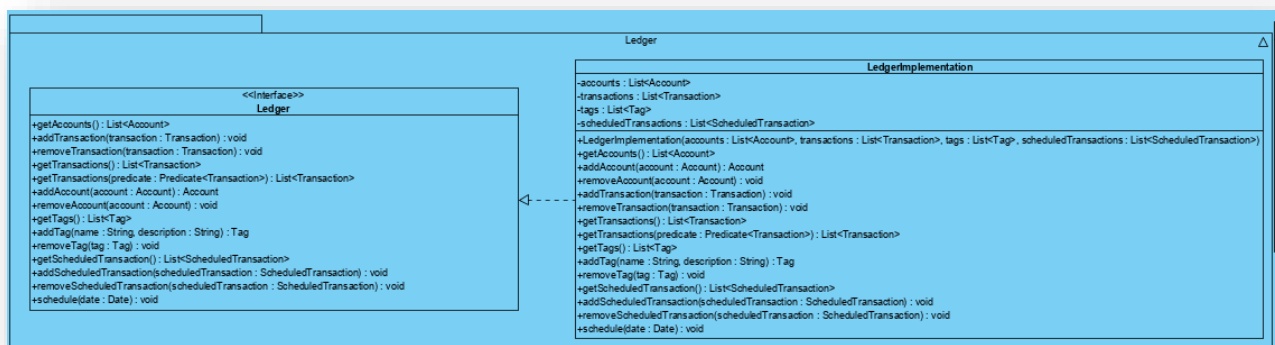 Ledger
<<Interface>>
Ledger
+getAccounts() : List<Account>
+addTransaction(transaction : Transaction) : void
+removeTransaction(transaction : Transaction) : void
+getTransactions() : List<Transaction>
+getTransactions(predicate : Predicate<Transaction>) : List<Transaction>
+addAccount(account : Account) : Account
+removeAccount(account : Account) : void
+getTags() : List<Tag>
+addTag(name : String, description : String) : Tag
+removeTag(tag : Tag) : void
+getScheduledTransaction() : List<ScheduledTransaction>
+addScheduledTransaction(scheduledTransaction : ScheduledTransaction) : void
+removeScheduledTransaction(scheduledTransaction : ScheduledTransaction) : void
+schedule(date : Date) : void
LedgerImplementation
-accounts : List<Account>
-transactions : List<Transaction>
-tags : List<Tag>
-scheduledTransactions : List<ScheduledTransaction>
+LedgerImplementation(accounts : List<Account>, transactions : List<Transaction>, tags : List<Tag>, scheduledTransactions : List<ScheduledTransaction>)
+getAccounts() : List<Account>
+addAccount(account : Account) : Account
+removeAccount(account : Account) : void
+addTransaction(transaction : Transaction) : void
+removeTransaction(transaction : Transaction) : void
+getTransactions() : List<Transaction>
+getTransactions(predicate : Predicate<Transaction>) : List<Transaction>
+getTags() : List<Tag>
+addTag(name : String, description : String) : Tag
+removeTag(tag : Tag) : void
+getScheduledTransaction() : List<ScheduledTransaction>
+addScheduledTransaction(scheduledTransaction : ScheduledTransaction) : void
+removeScheduledTransaction(scheduledTransaction : ScheduledTransaction) : void
+schedule(date : Date) : void